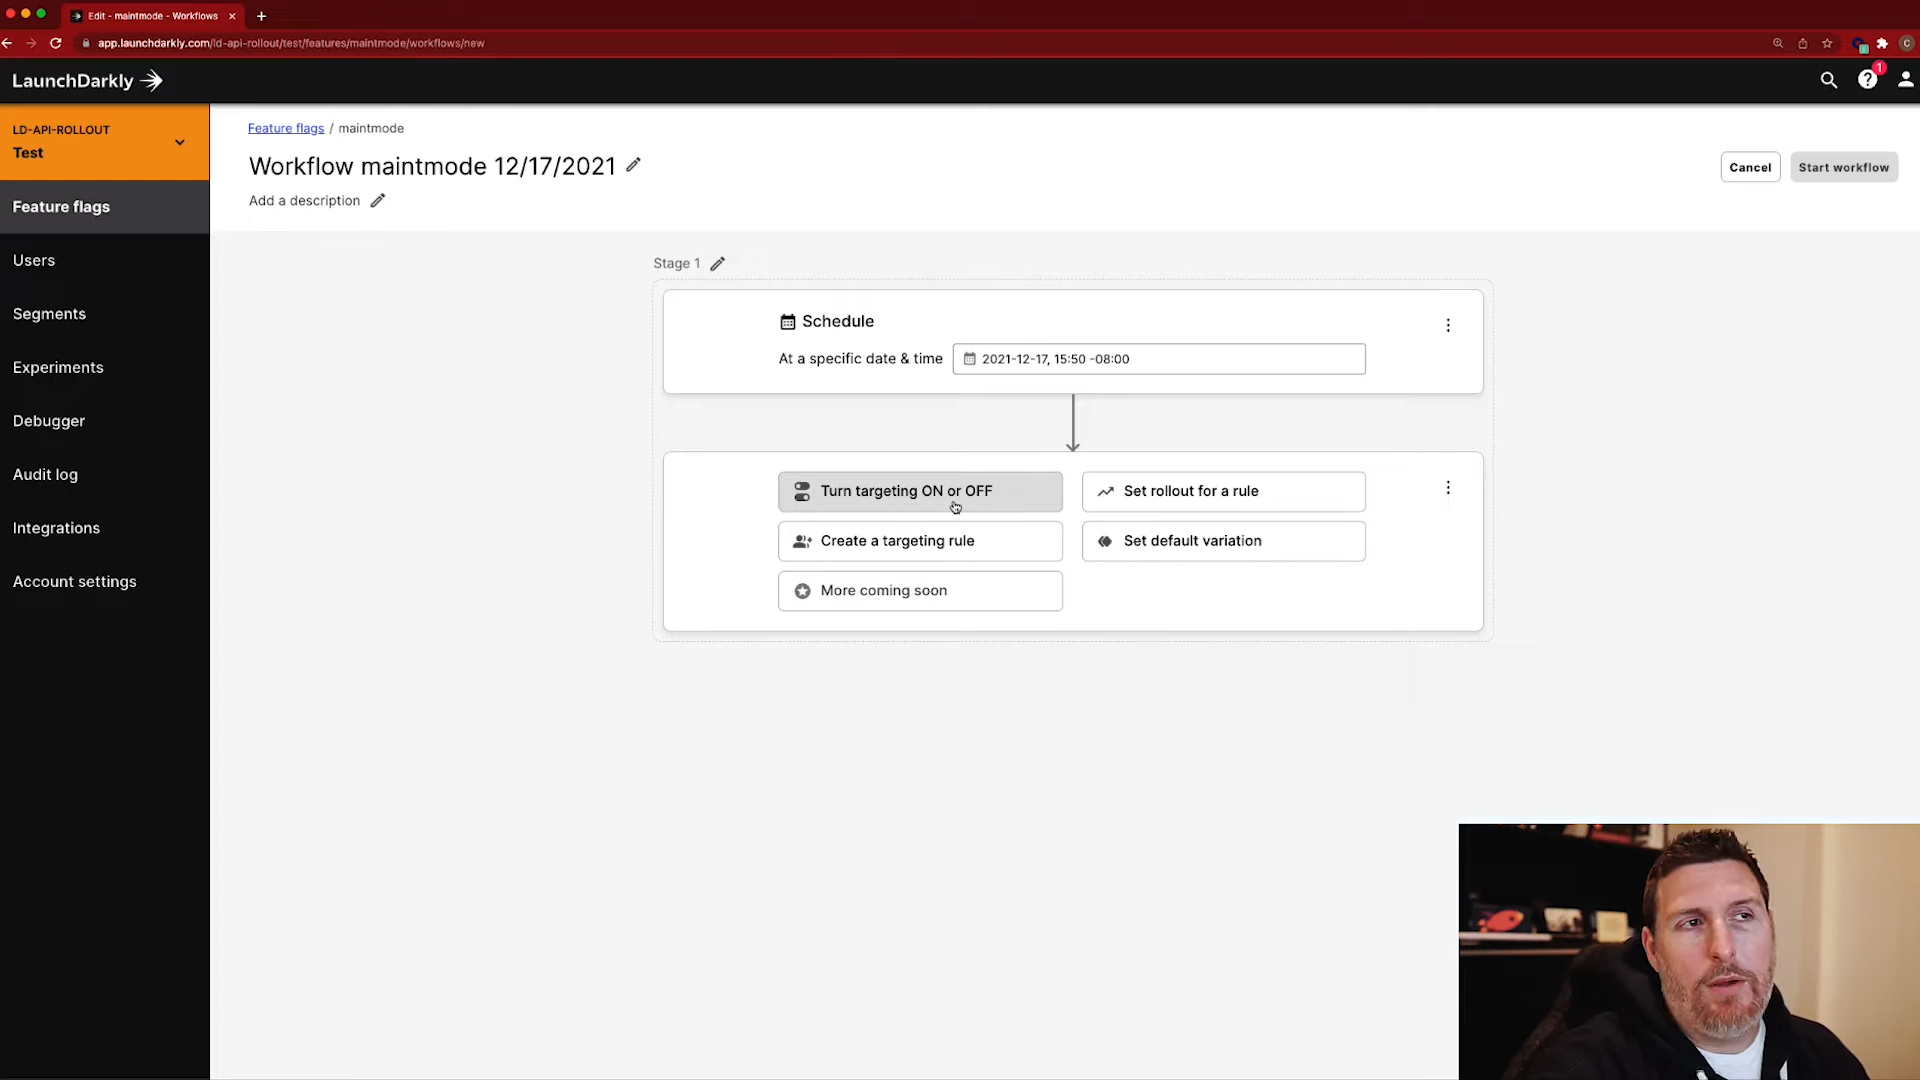 Edit - maintmode - Workflows
app.launchdarkly.com/ld-api-rollout/test/features/maintmode/workflows/new
C
LaunchDarkly
1
LD-API-ROLLOUT
Test
Feature flags
Users
Segments
Experiments
Debugger
Audit log
Integrations
Account settings
Feature flags / maintmode
Workflow maintmode 12/17/2021
Add a description
Cancel
Start workflow
Stage 1
Schedule
At a specific date & time
2021-12-17, 15:50 -08:00
Turn targeting ON or OFF
Set rollout for a rule
Create a targeting rule
Set default variation
More coming soon